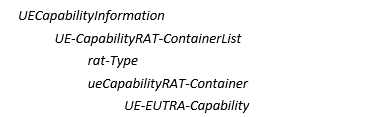 UECapabilityInformation
UE-CapabilityRAT-ContainerList
rat-Type
ueCapabilityRAT-Container
UE-EUTRA-Capability